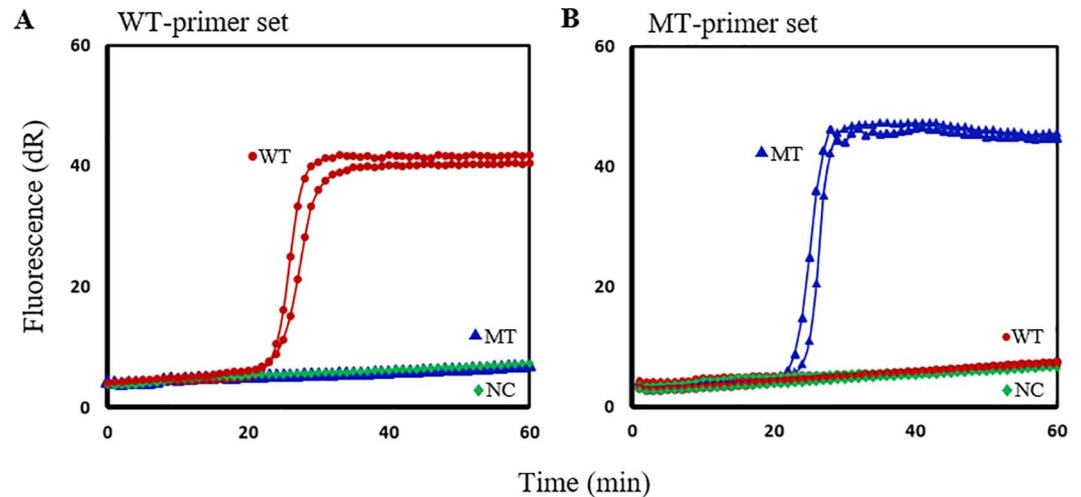 A WT-primer set
B MT-primer set
Fluorescence (dR)
60
40
20
0
WT
MT
NC
0 20 40 60
60
40
20
0
MT
WT
NC
0 20 40 60
Time (min)